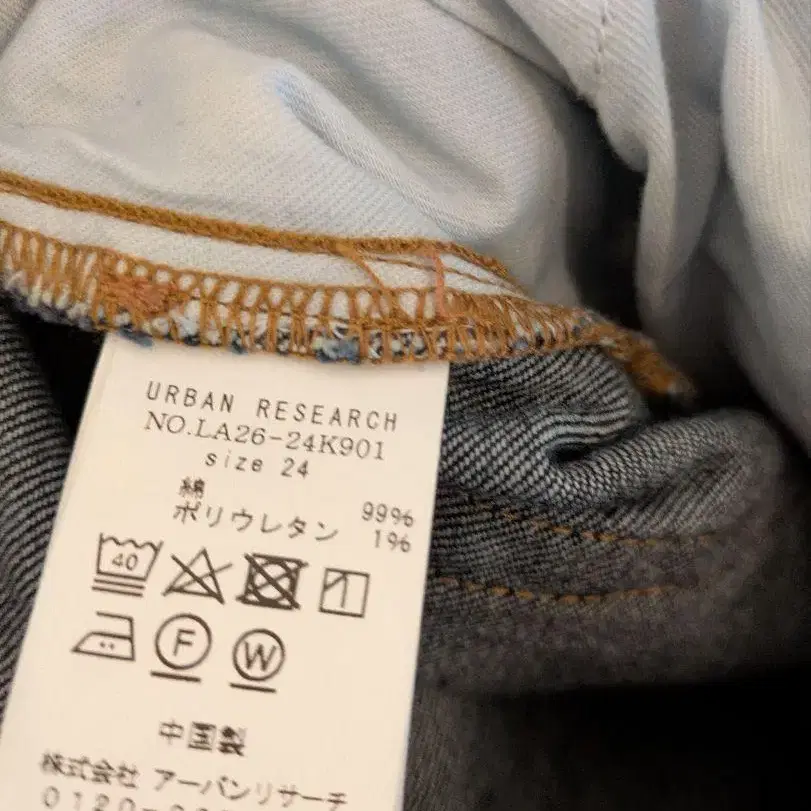 URBAN RESEARCH
NO.LA26-24K901
size 24
綿 99%
ポリウレタン 1%
40
F W
中国製
株式会社 アーバンリサーチ
0120-